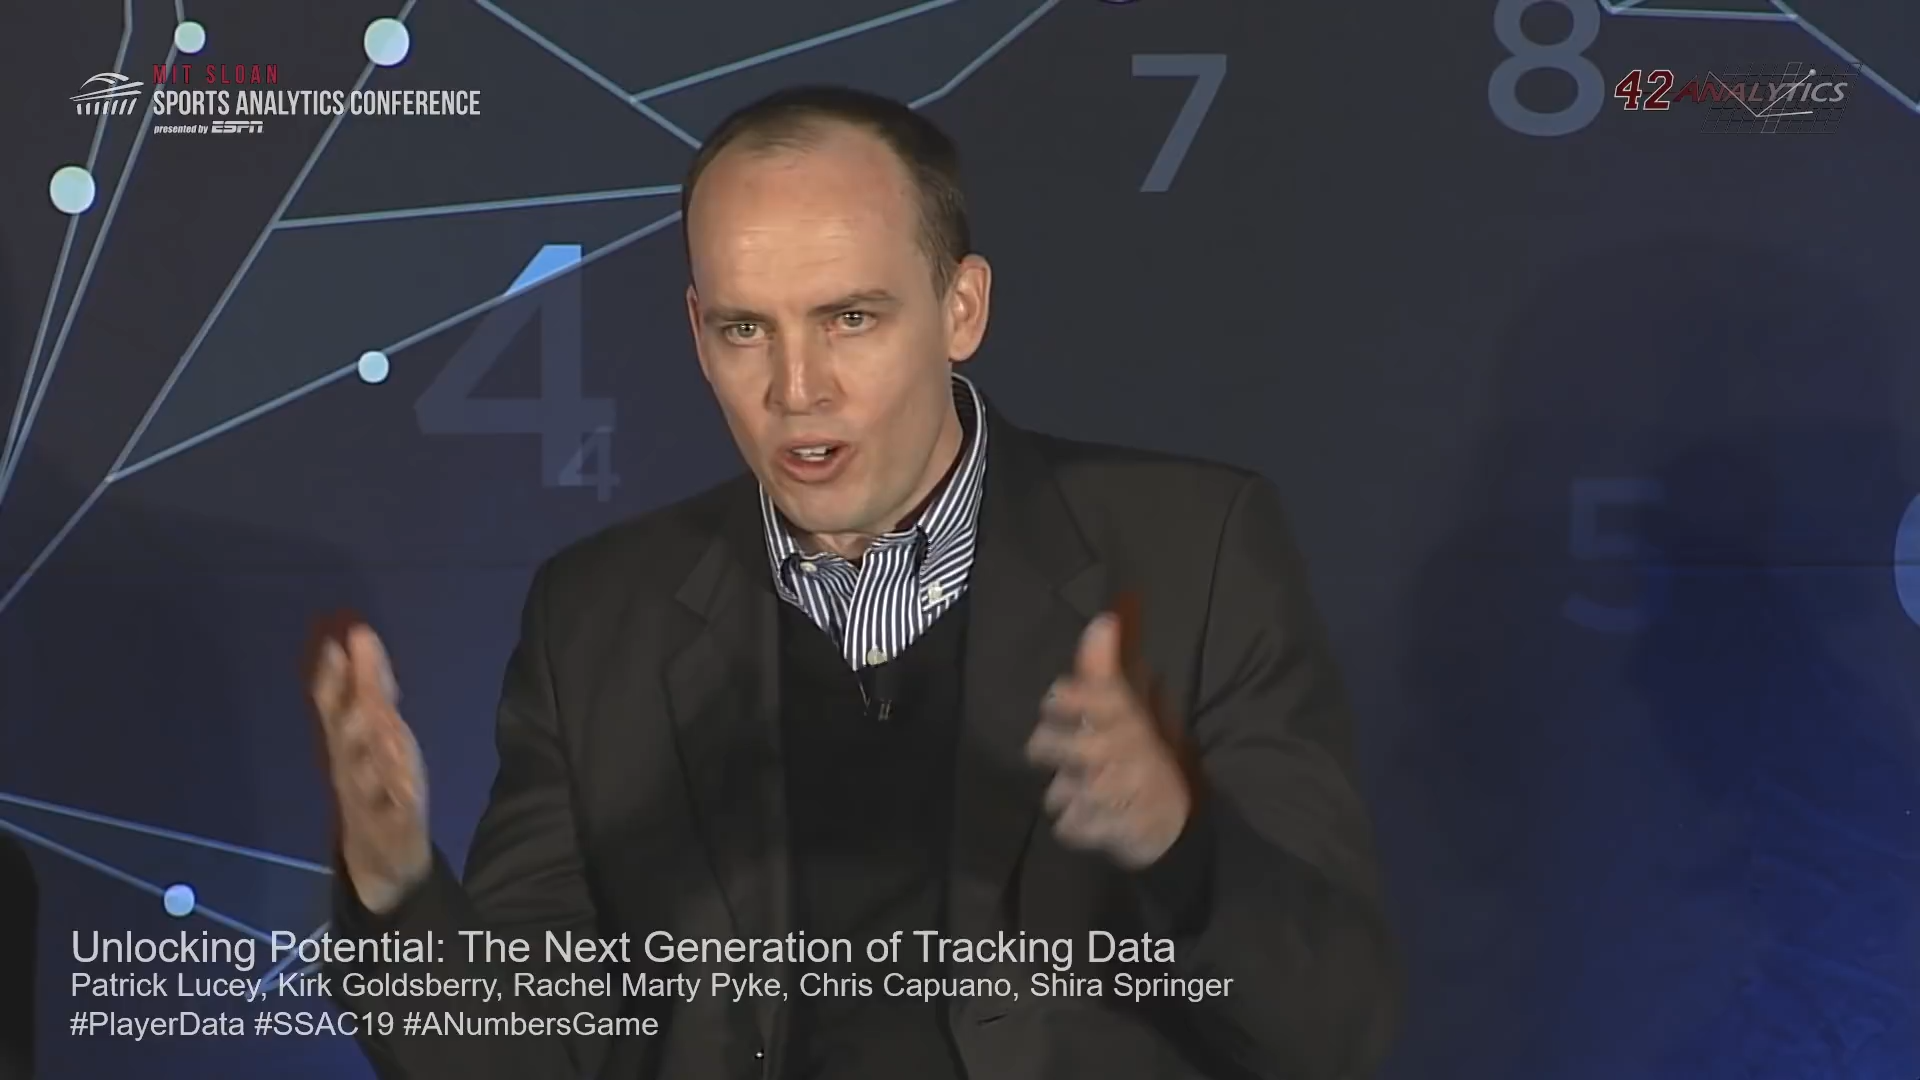 MIT SLOAN
SPORTS ANALYTICS CONFERENCE
presented by ESPN
42 ANALYTICS
7
8
4
4
5
Unlocking Potential: The Next Generation of Tracking Data
Patrick Lucey, Kirk Goldsberry, Rachel Marty Pyke, Chris Capuano, Shira Springer
#PlayerData #SSAC19 #ANumbersGame